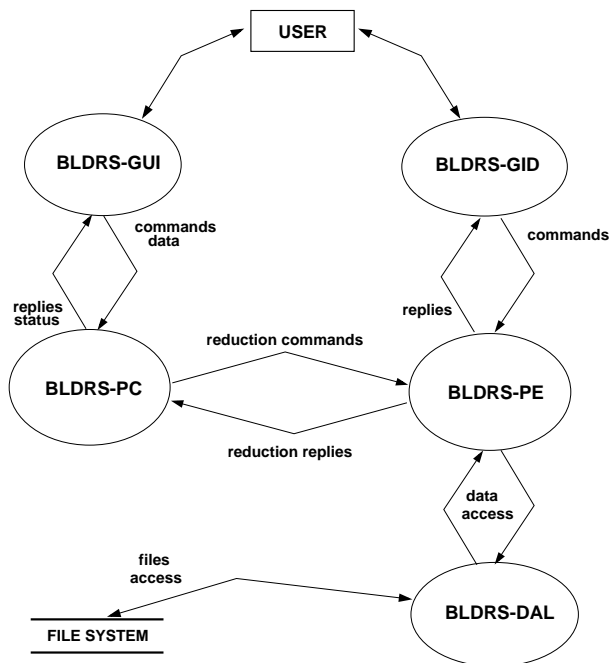 USER
BLDRS-GUI
BLDRS-GID
commands
data
commands
replies
status
replies
reduction commands
BLDRS-PC
BLDRS-PE
reduction replies
data
access
files
access
BLDRS-DAL
FILE SYSTEM